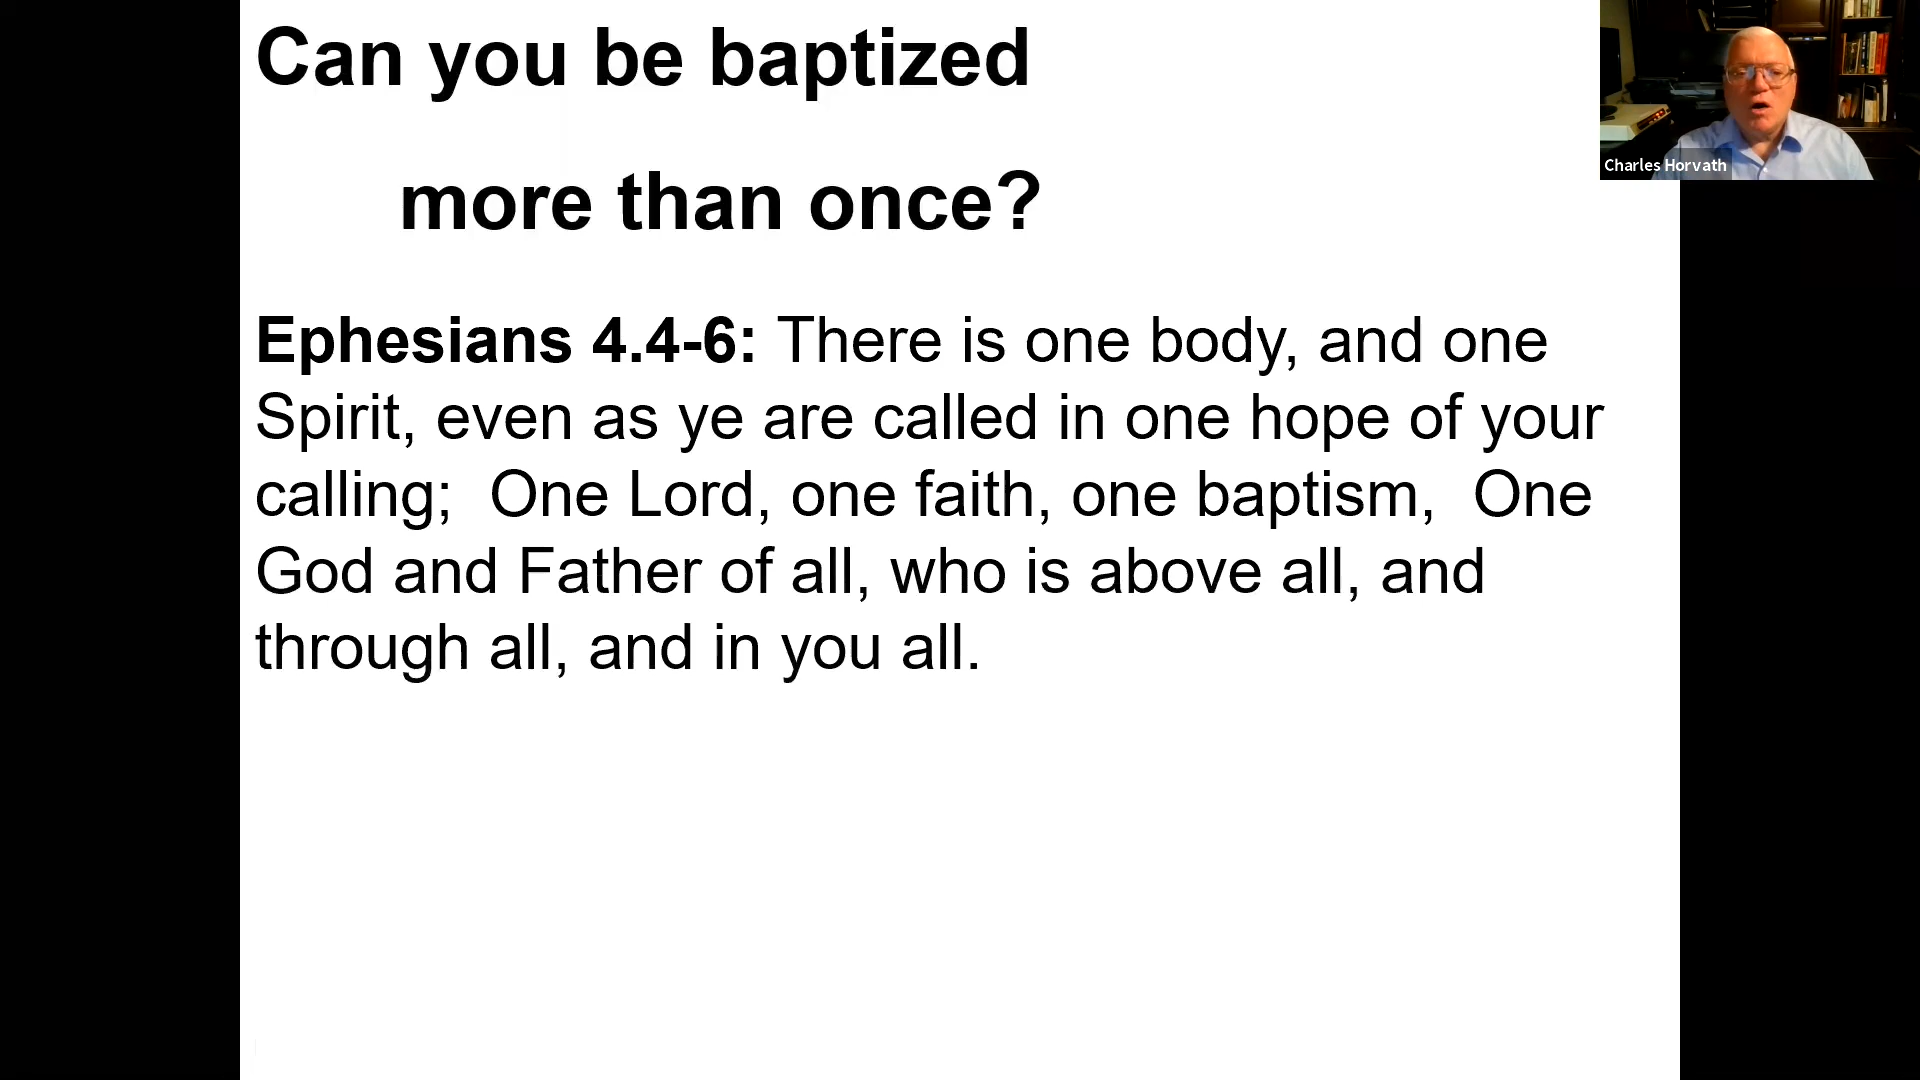 Can you be baptized
more than once?
Ephesians 4.4-6: There is one body, and one
Spirit, even as ye are called in one hope of your
calling;  One Lord, one faith, one baptism,  One
God and Father of all, who is above all, and
through all, and in you all.
Charles Horvath